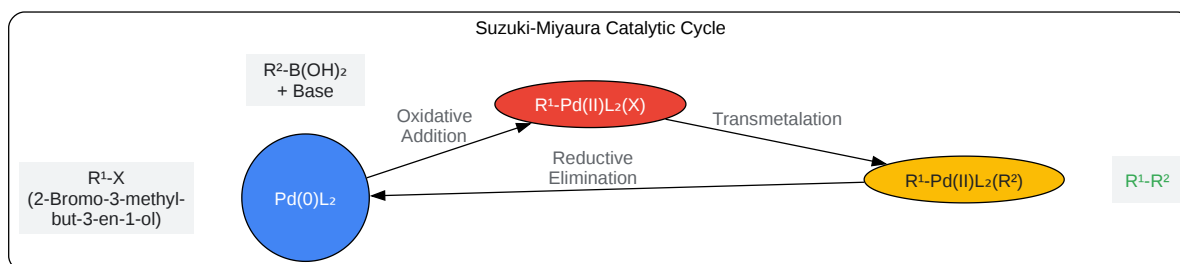 Suzuki-Miyaura Catalytic Cycle
R²-B(OH)₂
+ Base
R¹-Pd(II)L₂(X)
Oxidative
Addition
Transmetalation
Reductive
Elimination
R¹-X
(2-Bromo-3-methyl-
but-3-en-1-ol)
Pd(0)L₂
R¹-Pd(II)L₂(R²)
R¹-R²